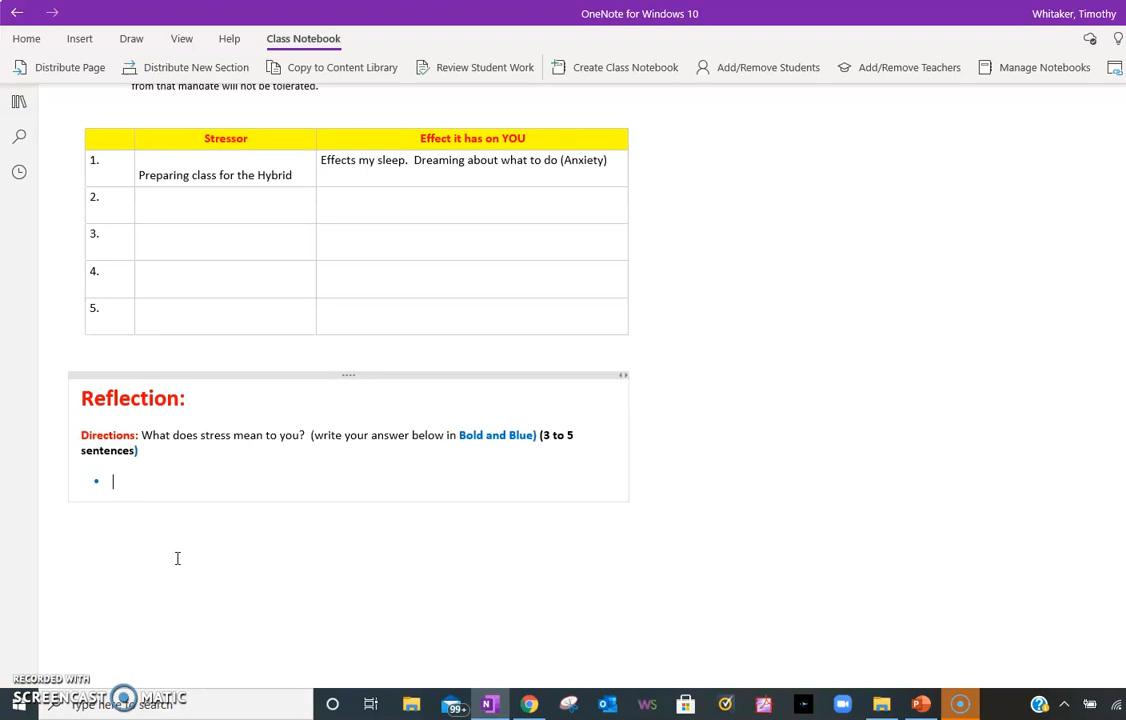 OneNote for Windows 10
Whitaker, Timothy
Home Insert Draw View Help Class Notebook
Distribute Page Distribute New Section Copy to Content Library Review Student Work Create Class Notebook Add/Remove Students Add/Remove Teachers Manage Notebooks
from that mandate will not be tolerated.
Stressor Effect it has on YOU
1. Effects my sleep. Dreaming about what to do (Anxiety)
Preparing class for the Hybrid
2.
3.
4.
5.
Reflection:
Directions: What does stress mean to you? (write your answer below in Bold and Blue) (3 to 5
sentences)
RECORDED WITH
SCREENCAST MATIC
Type here to search
99+